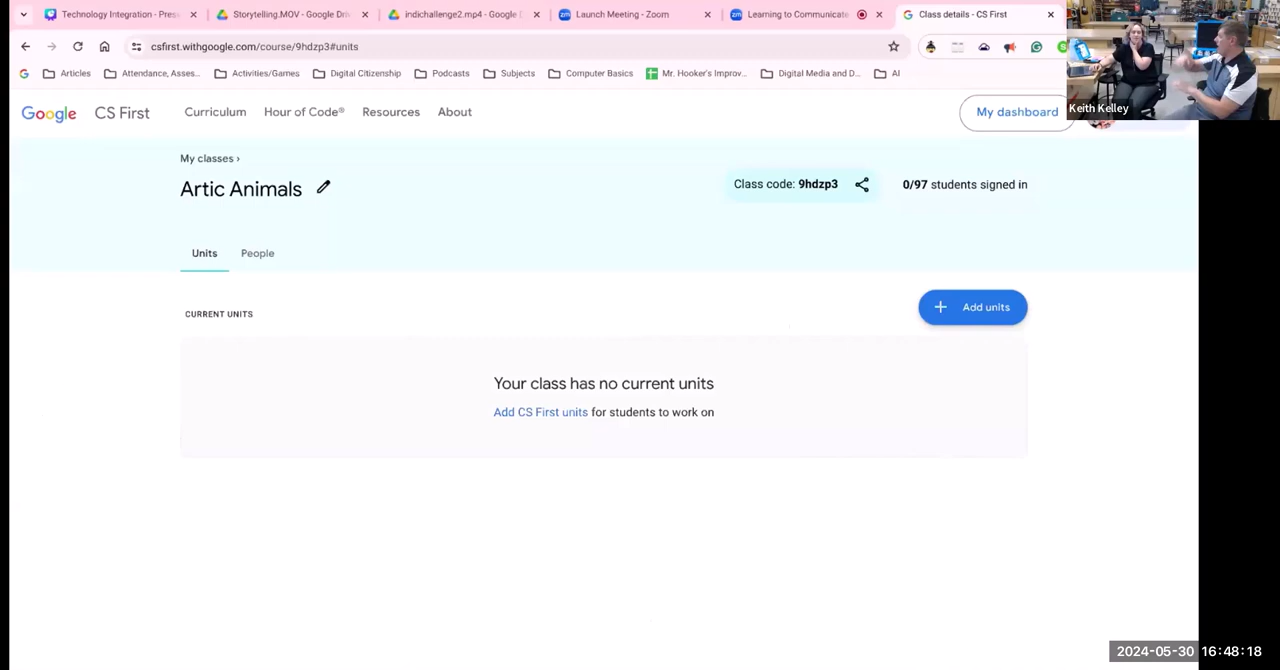 Technology Integration - Prese
Storytelling.MOV - Google Driv
indichallenge2.mp4 - Google D
zm Launch Meeting - Zoom
zm Learning to Communicate
Class details - CS First
csfirst.withgoogle.com/course/9hdzp3#units
Articles
Attendance, Asses...
Activities/Games
Digital Citizenship
Podcasts
Subjects
Computer Basics
Mr. Hooker's Improv...
Digital Media and D...
AI
Keith Kelley
Google CS First
Curriculum
Hour of Code®
Resources
About
My dashboard
My classes ›
Artic Animals
Class code: 9hdzp3
0/97 students signed in
Units
People
CURRENT UNITS
+ Add units
Your class has no current units
Add CS First units for students to work on
2024-05-30 16:48:18